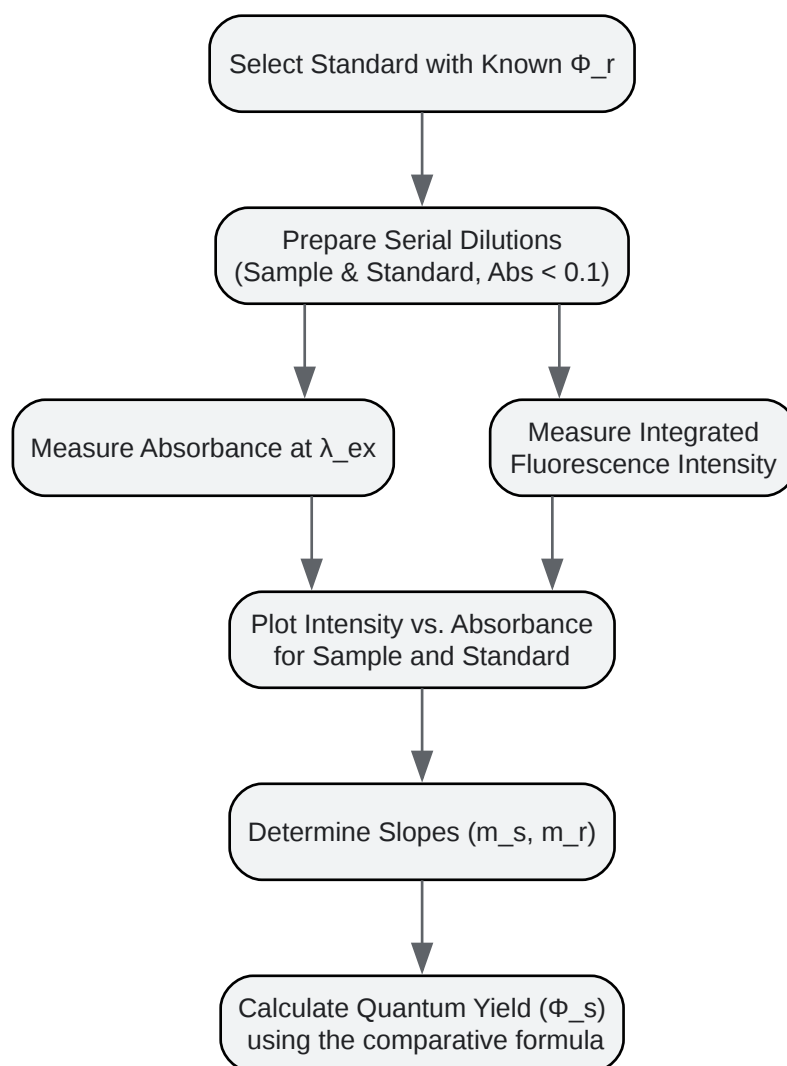 Select Standard with Known Φ_r
Prepare Serial Dilutions
(Sample & Standard, Abs < 0.1)
Measure Absorbance at λ_ex
Measure Integrated
Fluorescence Intensity
Plot Intensity vs. Absorbance
for Sample and Standard
Determine Slopes (m_s, m_r)
Calculate Quantum Yield (Φ_s)
using the comparative formula